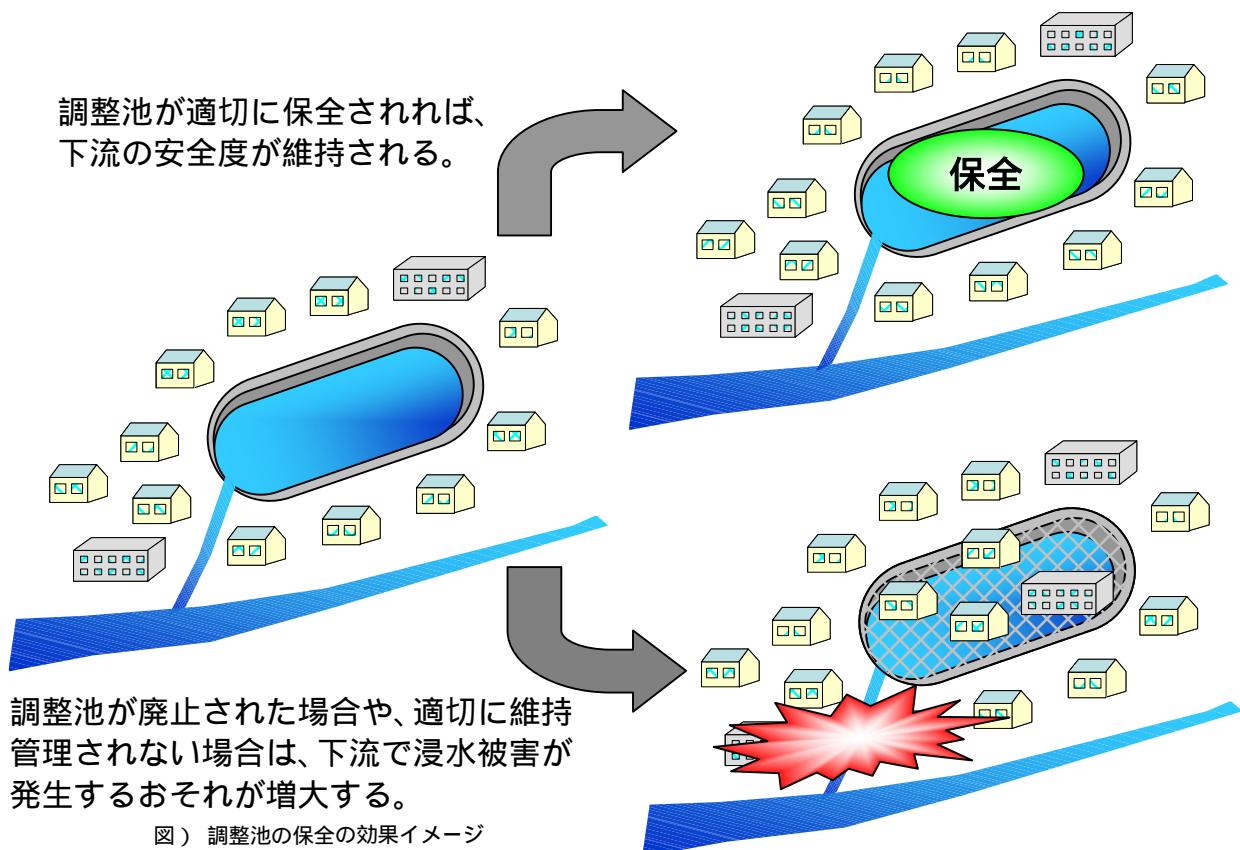 調整池が適切に保全されれば、
下流の安全度が維持される。
保全
調整池が廃止された場合や、適切に維持
管理されない場合は、下流で浸水被害が
発生するおそれが増大する。
図） 調整池の保全の効果イメージ